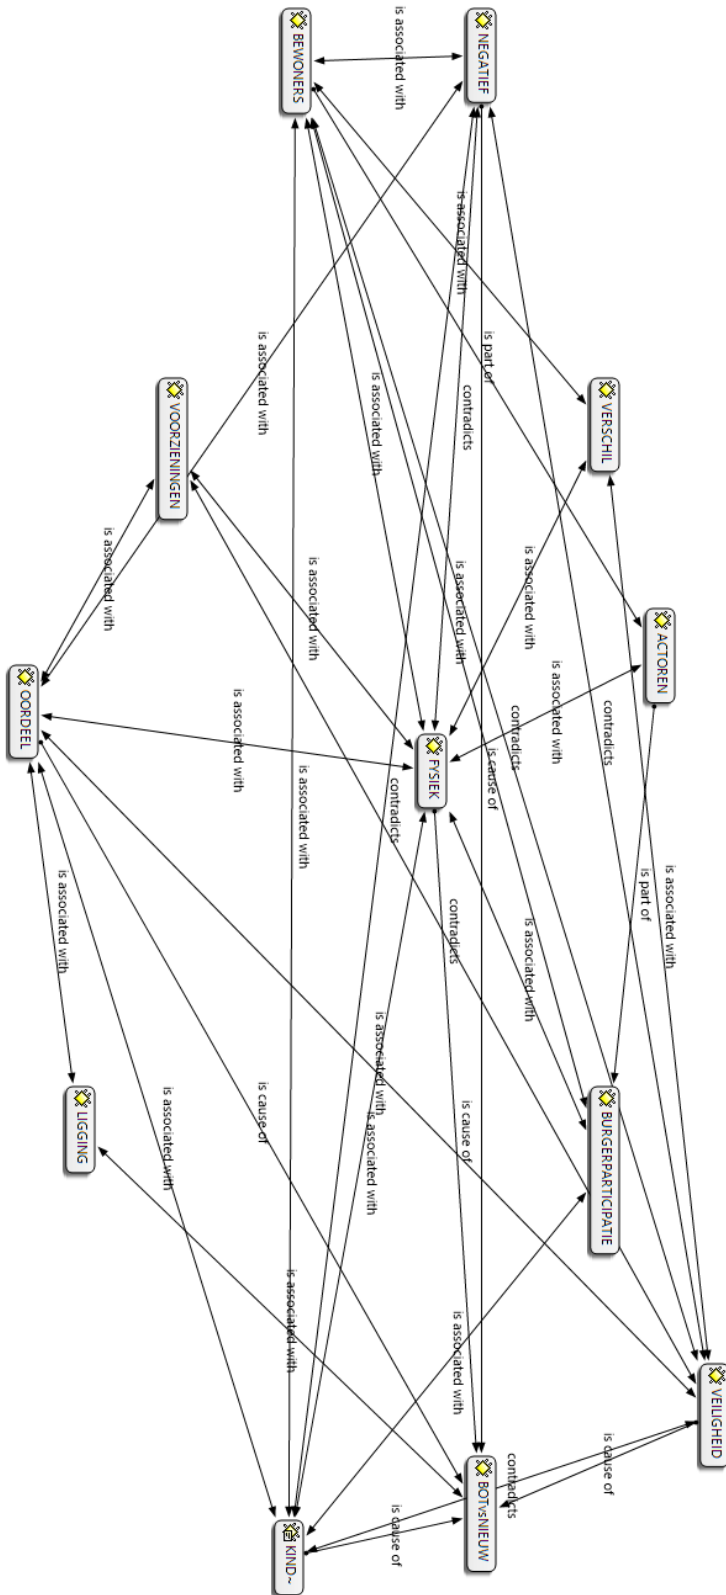 VEILIGHEID
is associated with
ACTOREN
is part of
contradicts
is cause of
VERSCHIL
BURGERPARTICIPATIE
is associated with
is associated with
is associated with
contradicts
contradicts
is cause of
is part of
NEGATIEF
BOTvsNIEUW
contradicts
is cause of
is associated with
is associated with
is associated with
contradicts
FYSIEK
is associated with
is cause of
contradicts
is associated with
is associated with
is associated with
is associated with
is associated with
BEWONERS
is associated with
KIND~
is associated with
is cause of
is associated with
VOORZIENINGEN
is associated with
is associated with
LIGGING
is associated with
OORDEEL